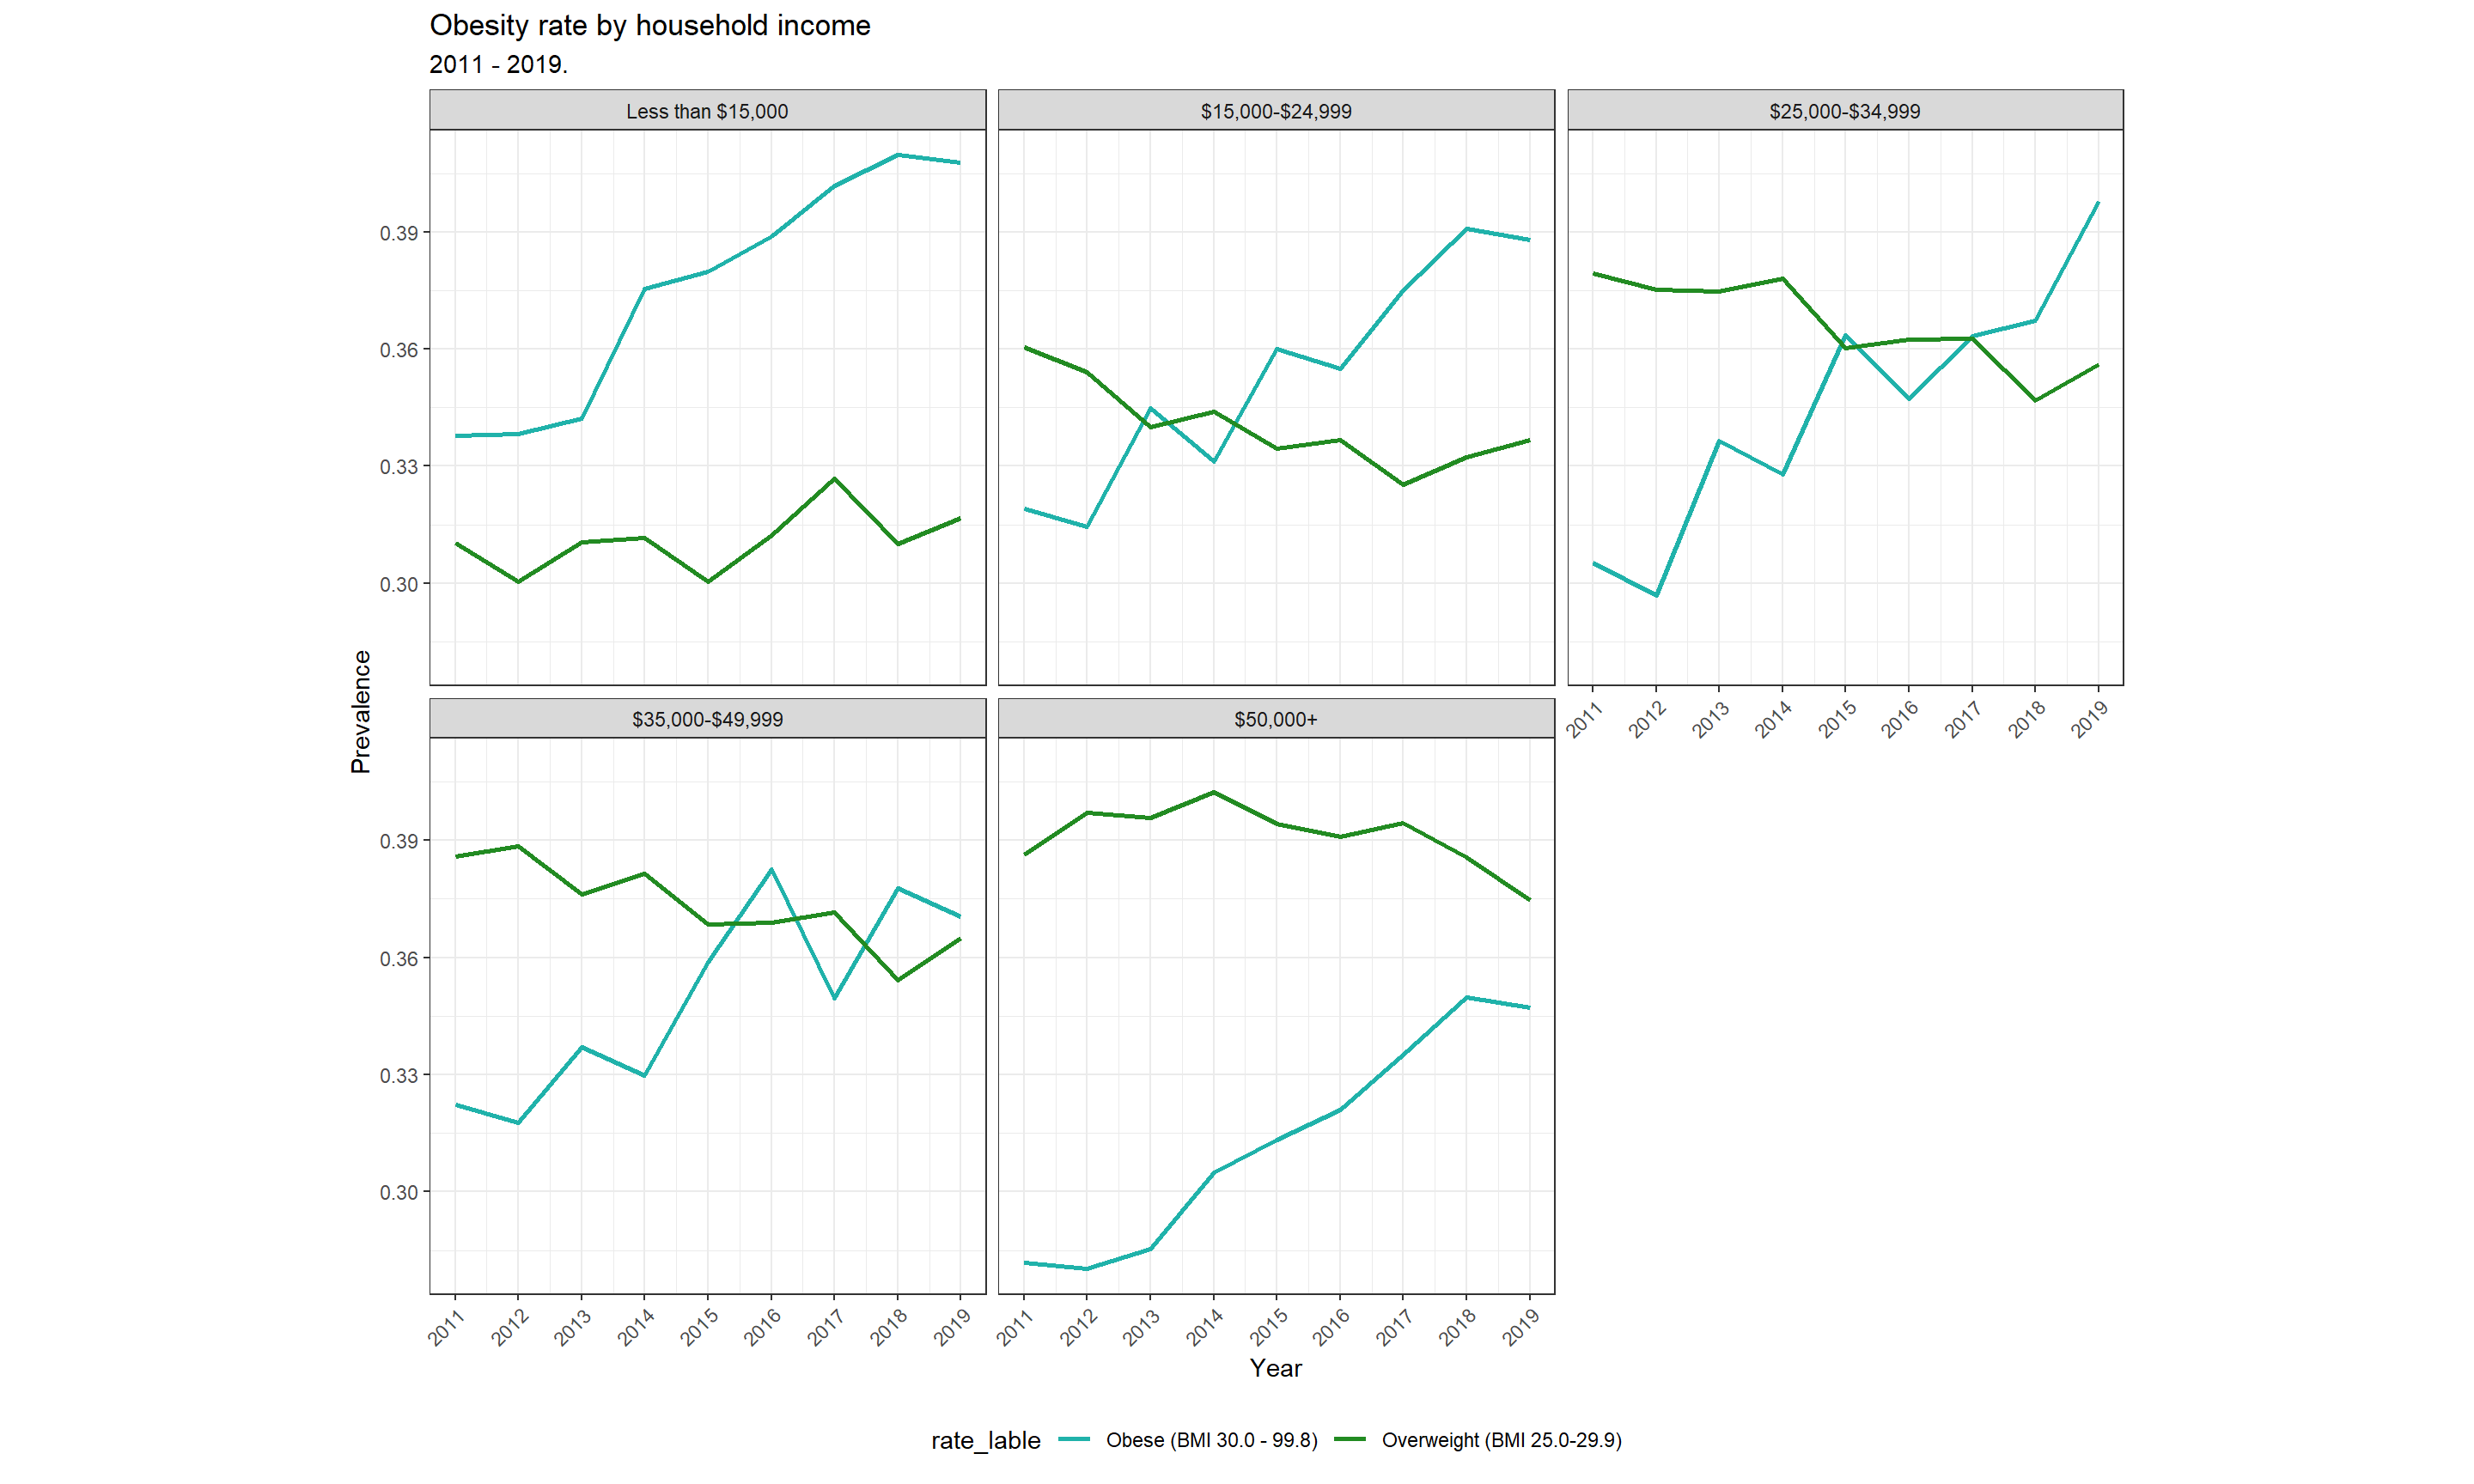 Obesity rate by household income
2011 - 2019.
Less than $15,000
$15,000-$24,999
$25,000-$34,999
0.39
0.36
0.33
0.30
2011 2012 2013 2014 2015 2016 2017 2018 2019
Prevalence
$35,000-$49,999
$50,000+
0.39
0.36
0.33
0.30
2011 2012 2013 2014 2015 2016 2017 2018 2019
2011 2012 2013 2014 2015 2016 2017 2018 2019
Year
rate_lable Obese (BMI 30.0 - 99.8) Overweight (BMI 25.0-29.9)